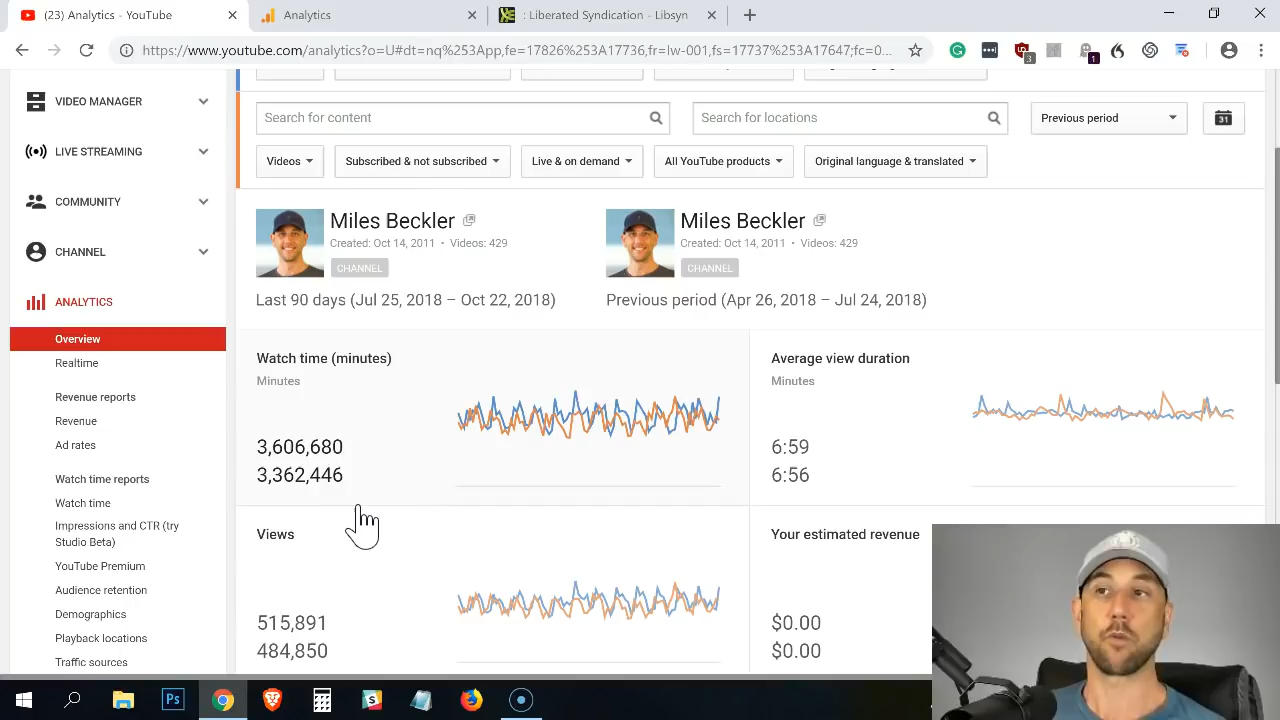 (23) Analytics - YouTube
Analytics
: Liberated Syndication - Libsyn
https://www.youtube.com/analytics?o=U#dt=nq%253App,fe=17826%253A17736,fr=lw-001,fs=17737%253A17647;fc=0...
3
1
VIDEO MANAGER
LIVE STREAMING
COMMUNITY
CHANNEL
ANALYTICS
Overview
Realtime
Revenue reports
Revenue
Ad rates
Watch time reports
Watch time
Impressions and CTR (try
Studio Beta)
YouTube Premium
Audience retention
Demographics
Playback locations
Traffic sources
Search for content
Search for locations
Previous period
31
Videos
Subscribed & not subscribed
Live & on demand
All YouTube products
Original language & translated
Miles Beckler
Created: Oct 14, 2011 • Videos: 429
CHANNEL
Last 90 days (Jul 25, 2018 – Oct 22, 2018)
Miles Beckler
Created: Oct 14, 2011 • Videos: 429
CHANNEL
Previous period (Apr 26, 2018 – Jul 24, 2018)
Watch time (minutes)
Minutes
3,606,680
3,362,446
Average view duration
Minutes
6:59
6:56
Views
515,891
484,850
Your estimated revenue
$0.00
$0.00
Ps